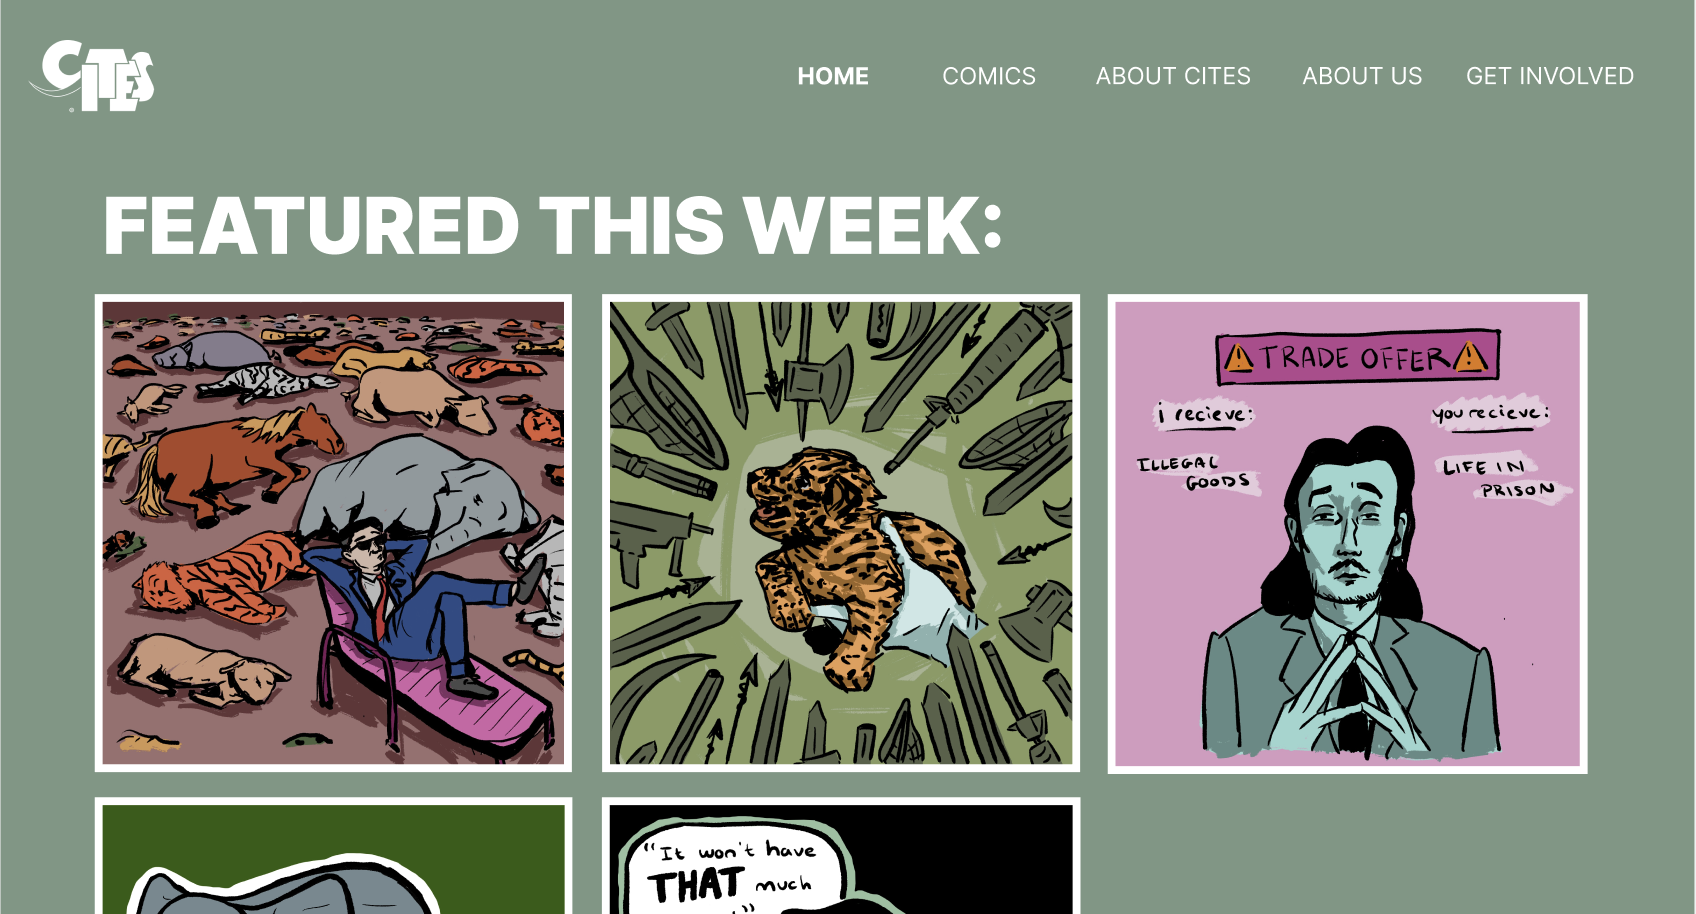 CITES
HOME COMICS ABOUT CITES ABOUT US GET INVOLVED
FEATURED THIS WEEK:
TRADE OFFER
i recieve:
you recieve:
ILLEGAL
GOODS
LIFE IN
PRISON
"It won't have
THAT much